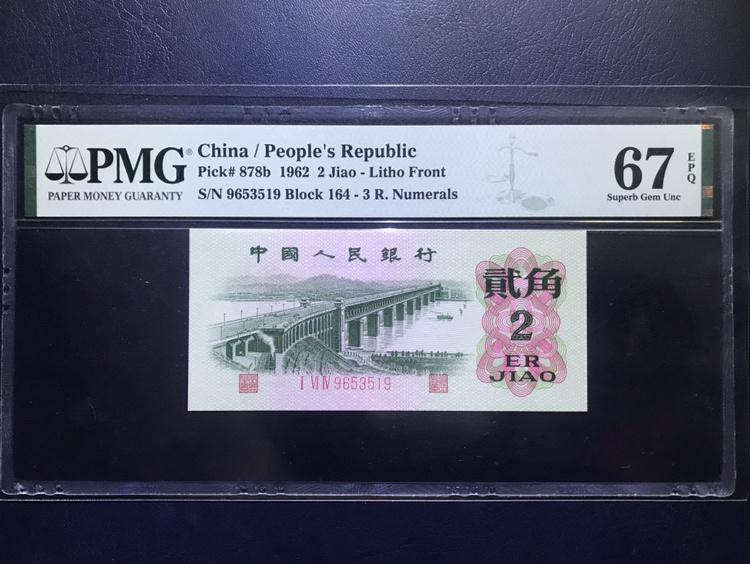 PMG®
PAPER MONEY GUARANTY
China / People's Republic
Pick# 878b 1962 2 Jiao - Litho Front
S/N 9653519 Block 164 - 3 R. Numerals
67 EPQ
Superb Gem Unc
中國人民銀行
貳角
2
ER
JIAO
I VI IV 9653519